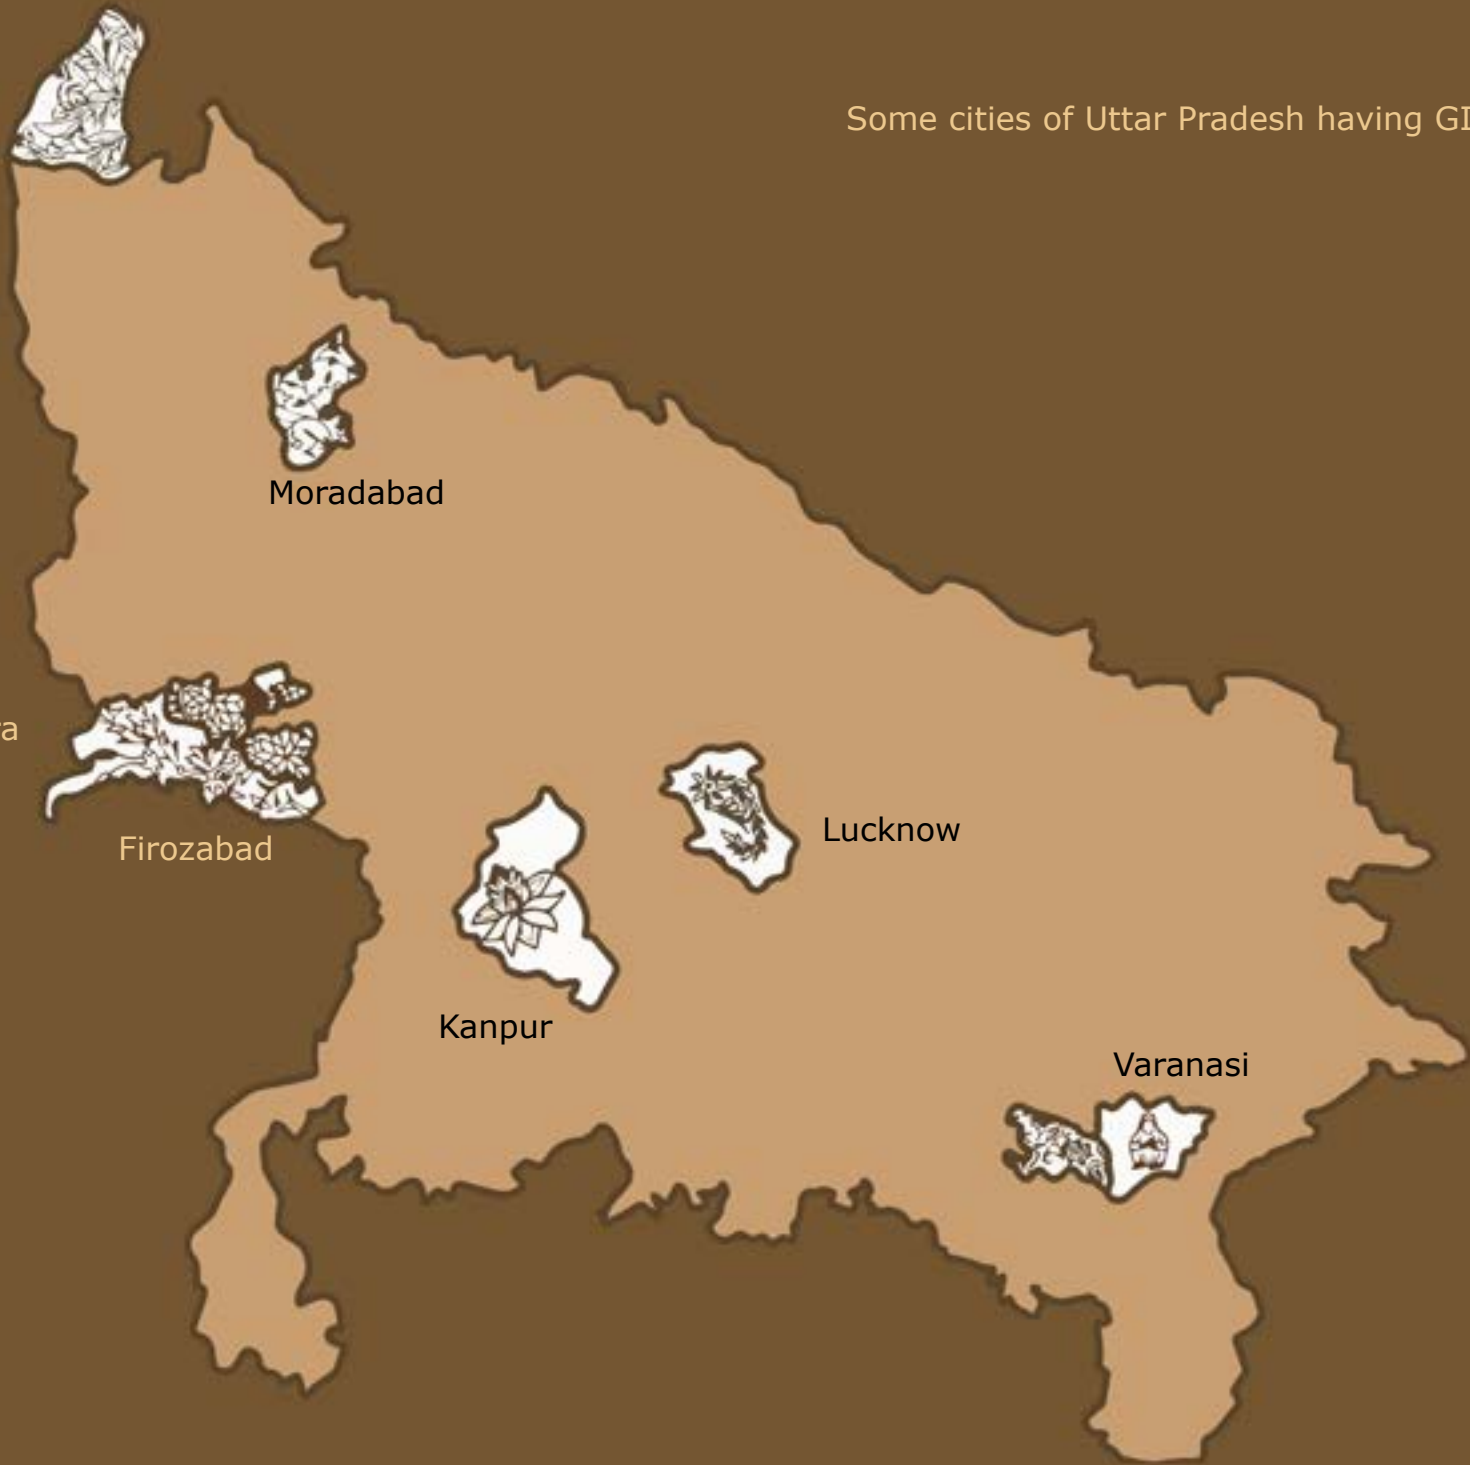 Some cities of Uttar Pradesh having GI
Moradabad
Firozabad
Lucknow
Kanpur
Varanasi